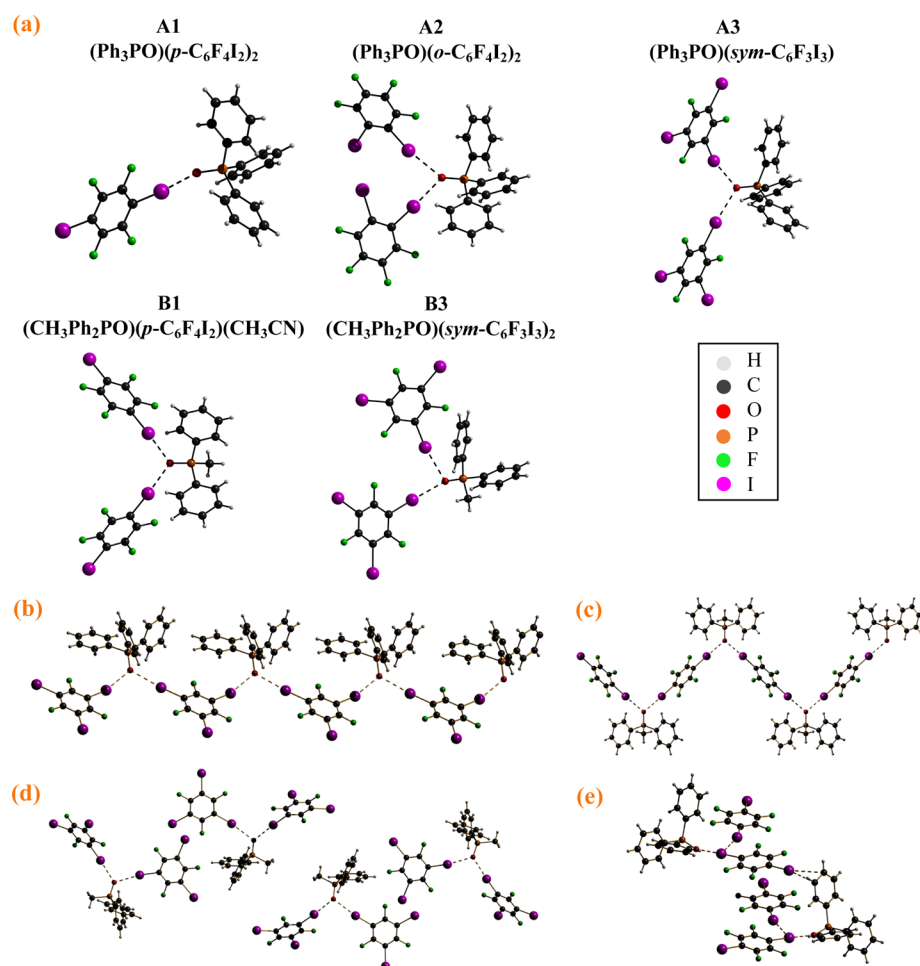 (a)
A1
(Ph₃PO)(p-C₆F₄I₂)₂
A2
(Ph₃PO)(o-C₆F₄I₂)₂
A3
(Ph₃PO)(sym-C₆F₃I₃)
B1
(CH₃Ph₂PO)(p-C₆F₄I₂)(CH₃CN)
B3
(CH₃Ph₂PO)(sym-C₆F₃I₃)₂
H
C
O
P
F
I
(b)
(c)
(d)
(e)